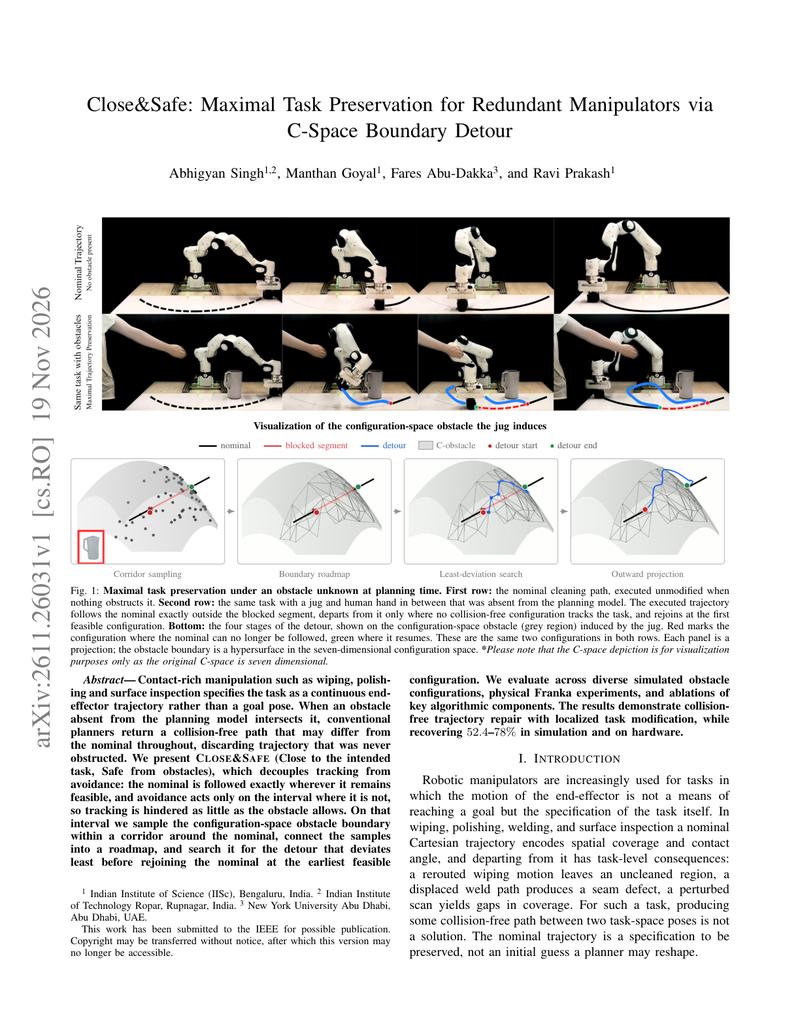 Close&Safe: Maximal Task Preservation for Redundant Manipulators via
C-Space Boundary Detour
Abhigyan Singh1,2, Manthan Goyal1, Fares Abu-Dakka3, and Ravi Prakash1
arXiv:2611.26031v1 [cs.RO] 19 Nov 2026
Nominal Trajectory
No obstacle present
Same task with obstacles
Maximal Trajectory Preservation
Visualization of the configuration-space obstacle the jug induces
nominal blocked segment detour C-obstacle detour start detour end
Corridor sampling
Boundary roadmap
Least-deviation search
Outward projection
Fig. 1: Maximal task preservation under an obstacle unknown at planning time. First row: the nominal cleaning path, executed unmodified when
nothing obstructs it. Second row: the same task with a jug and human hand in between that was absent from the planning model. The executed trajectory
follows the nominal exactly outside the blocked segment, departs from it only where no collision-free configuration tracks the task, and rejoins at the first
feasible configuration. Bottom: the four stages of the detour, shown on the configuration-space obstacle (grey region) induced by the jug. Red marks the
configuration where the nominal can no longer be followed, green where it resumes. These are the same two configurations in both rows. Each panel is a
projection; the obstacle boundary is a hypersurface in the seven-dimensional configuration space. *Please note that the C-space depiction is for visualization
purposes only as the original C-space is seven dimensional.
Abstract— Contact-rich manipulation such as wiping, polish-
ing and surface inspection specifies the task as a continuous end-
effector trajectory rather than a goal pose. When an obstacle
absent from the planning model intersects it, conventional
planners return a collision-free path that may differ from
the nominal throughout, discarding trajectory that was never
obstructed. We present CLOSE&SAFE (Close to the intended
task, Safe from obstacles), which decouples tracking from
avoidance: the nominal is followed exactly wherever it remains
feasible, and avoidance acts only on the interval where it is not,
so tracking is hindered as little as the obstacle allows. On that
interval we sample the configuration-space obstacle boundary
within a corridor around the nominal, connect the samples
into a roadmap, and search it for the detour that deviates
least before rejoining the nominal at the earliest feasible
1 Indian Institute of Science (IISc), Bengaluru, India. 2 Indian Institute
of Technology Ropar, Rupnagar, India. 3 New York University Abu Dhabi,
Abu Dhabi, UAE.
This work has been submitted to the IEEE for possible publication.
Copyright may be transferred without notice, after which this version may
no longer be accessible.
configuration. We evaluate across diverse simulated obstacle
configurations, physical Franka experiments, and ablations of
key algorithmic components. The results demonstrate collision-
free trajectory repair with localized task modification, while
recovering 52.4–78% in simulation and on hardware.
I. INTRODUCTION
Robotic manipulators are increasingly used for tasks in
which the motion of the end-effector is not a means of
reaching a goal but the specification of the task itself. In
wiping, polishing, welding, and surface inspection a nominal
Cartesian trajectory encodes spatial coverage and contact
angle, and departing from it has task-level consequences:
a rerouted wiping motion leaves an uncleaned region, a
displaced weld path produces a seam defect, a perturbed
scan yields gaps in coverage. For such a task, producing
some collision-free path between two task-space poses is not
a solution. The nominal trajectory is a specification to be
preserved, not an initial guess a planner may reshape.